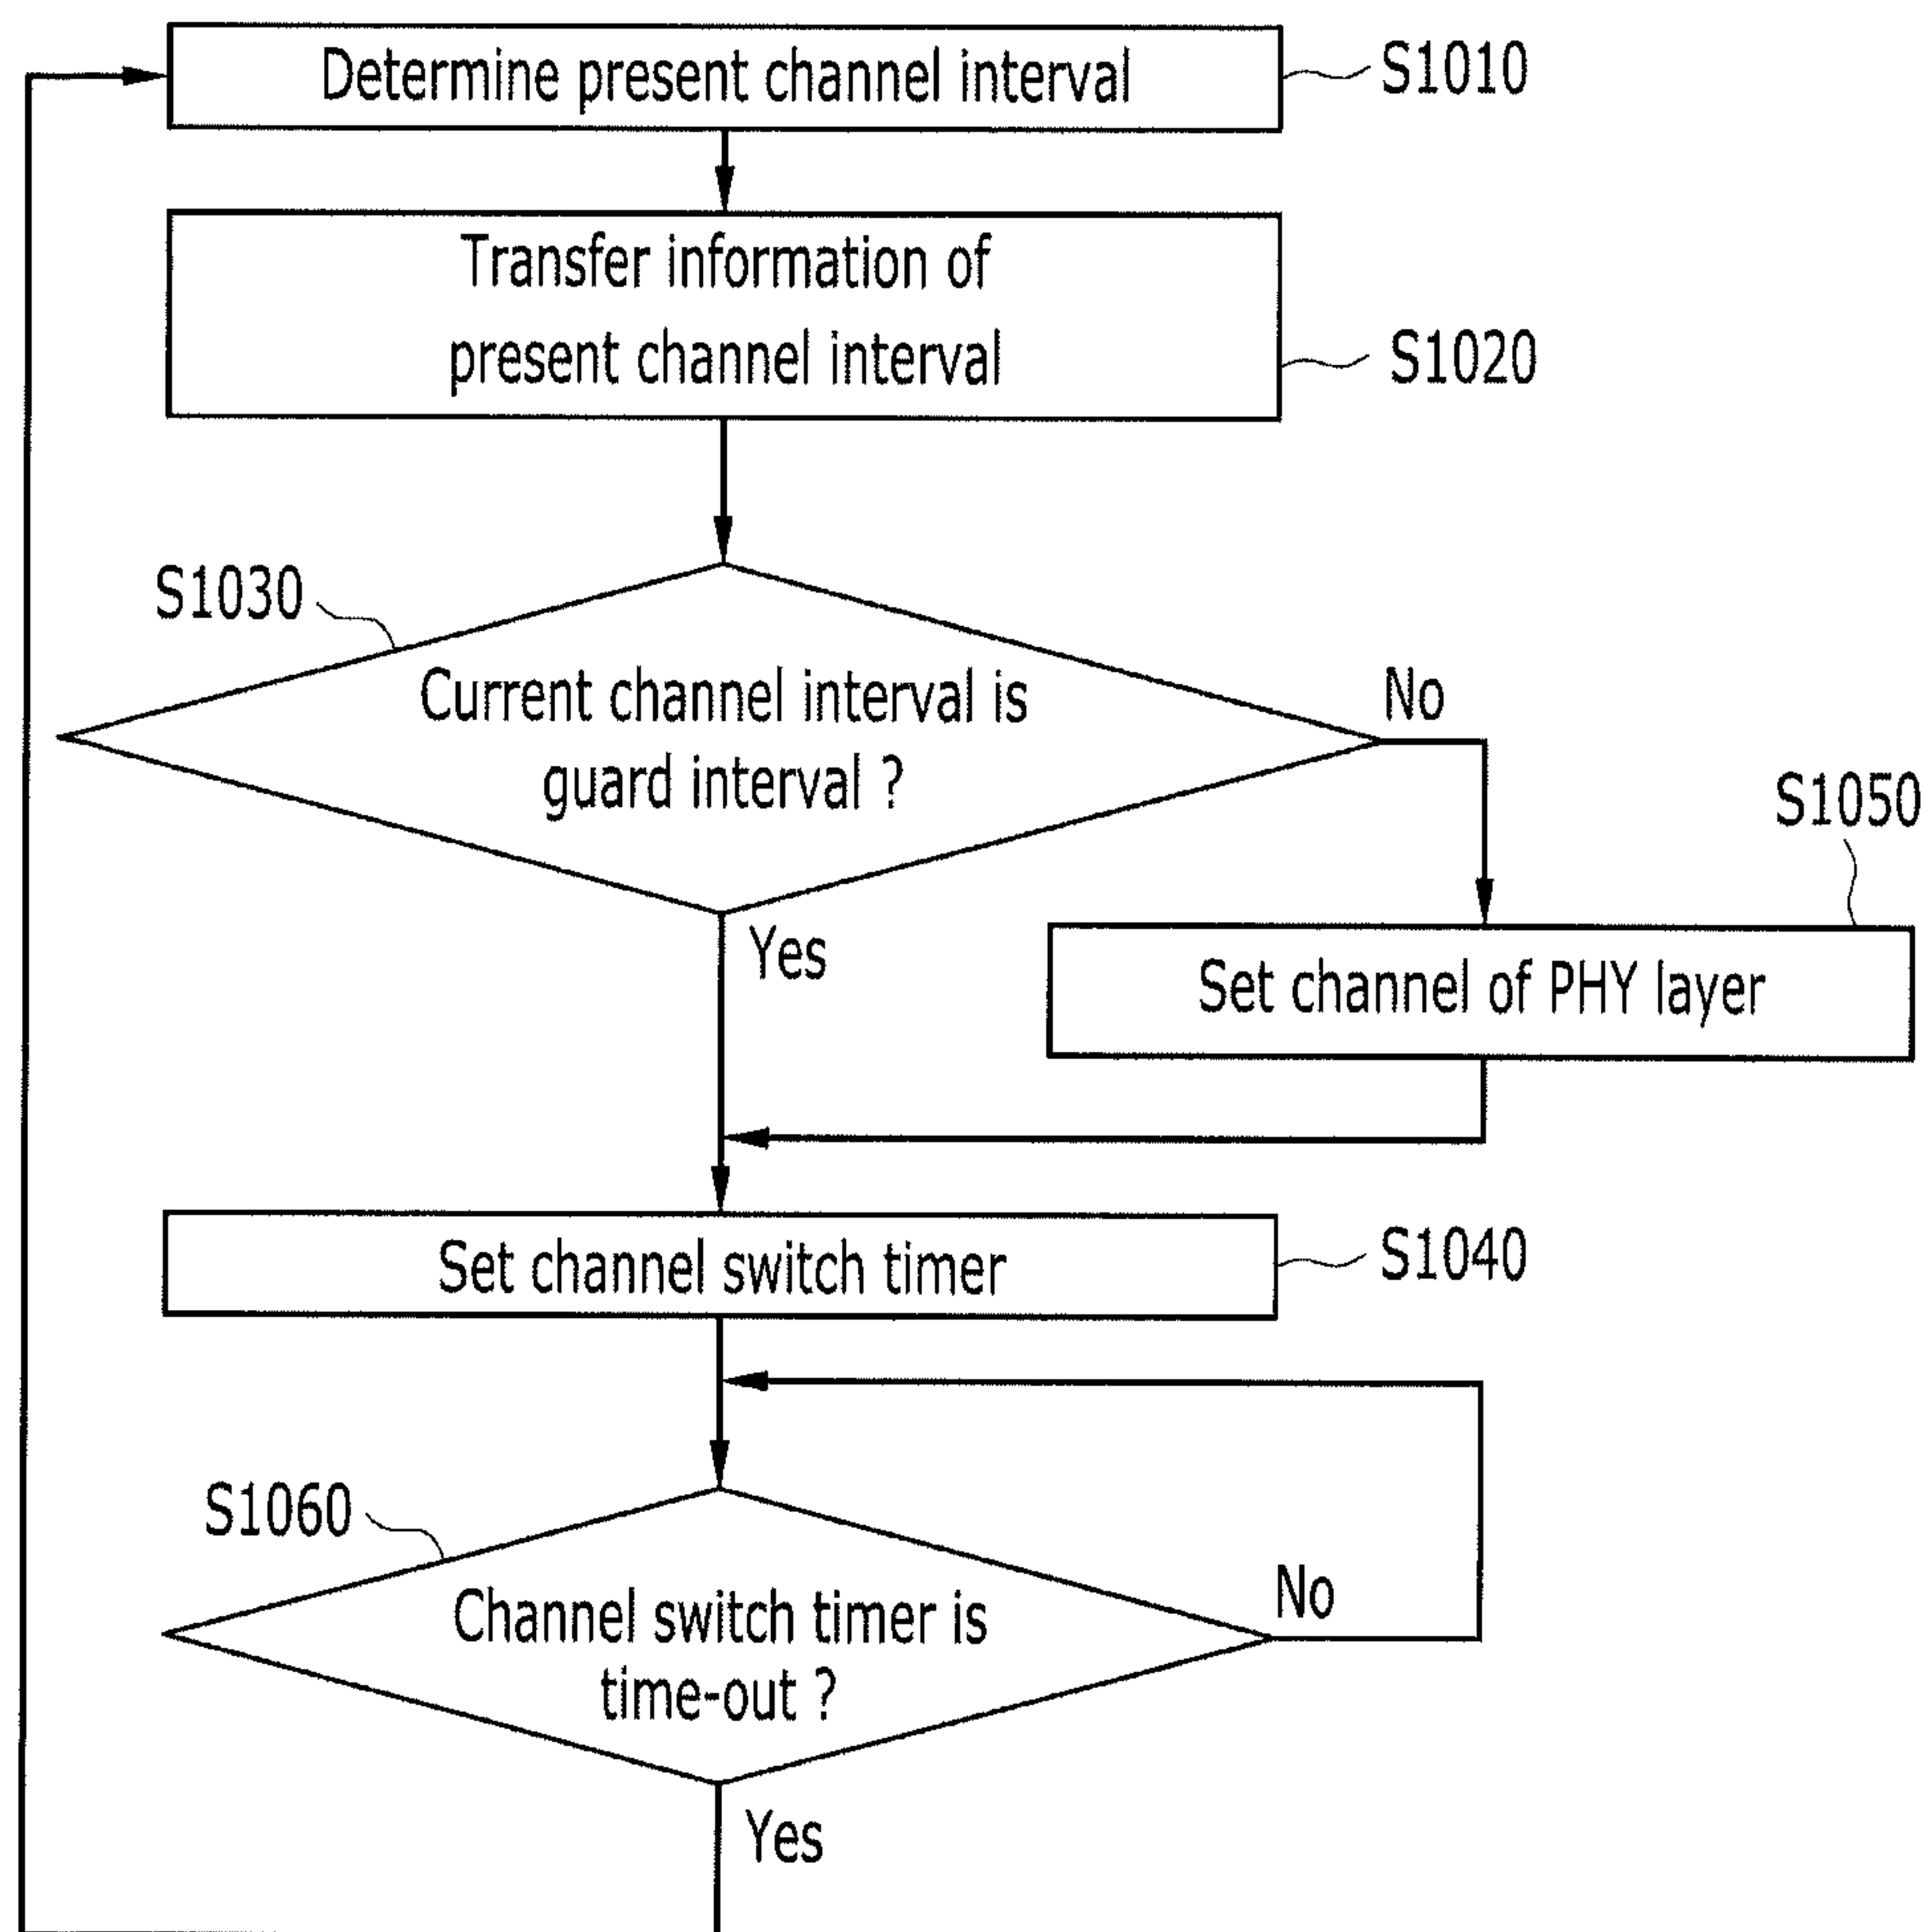 Determine present channel interval
S1010
Transfer information of
present channel interval
S1020
S1030
Current channel interval is
guard interval ?
No
S1050
Yes
Set channel of PHY layer
Set channel switch timer
S1040
S1060
Channel switch timer is
time-out ?
No
Yes